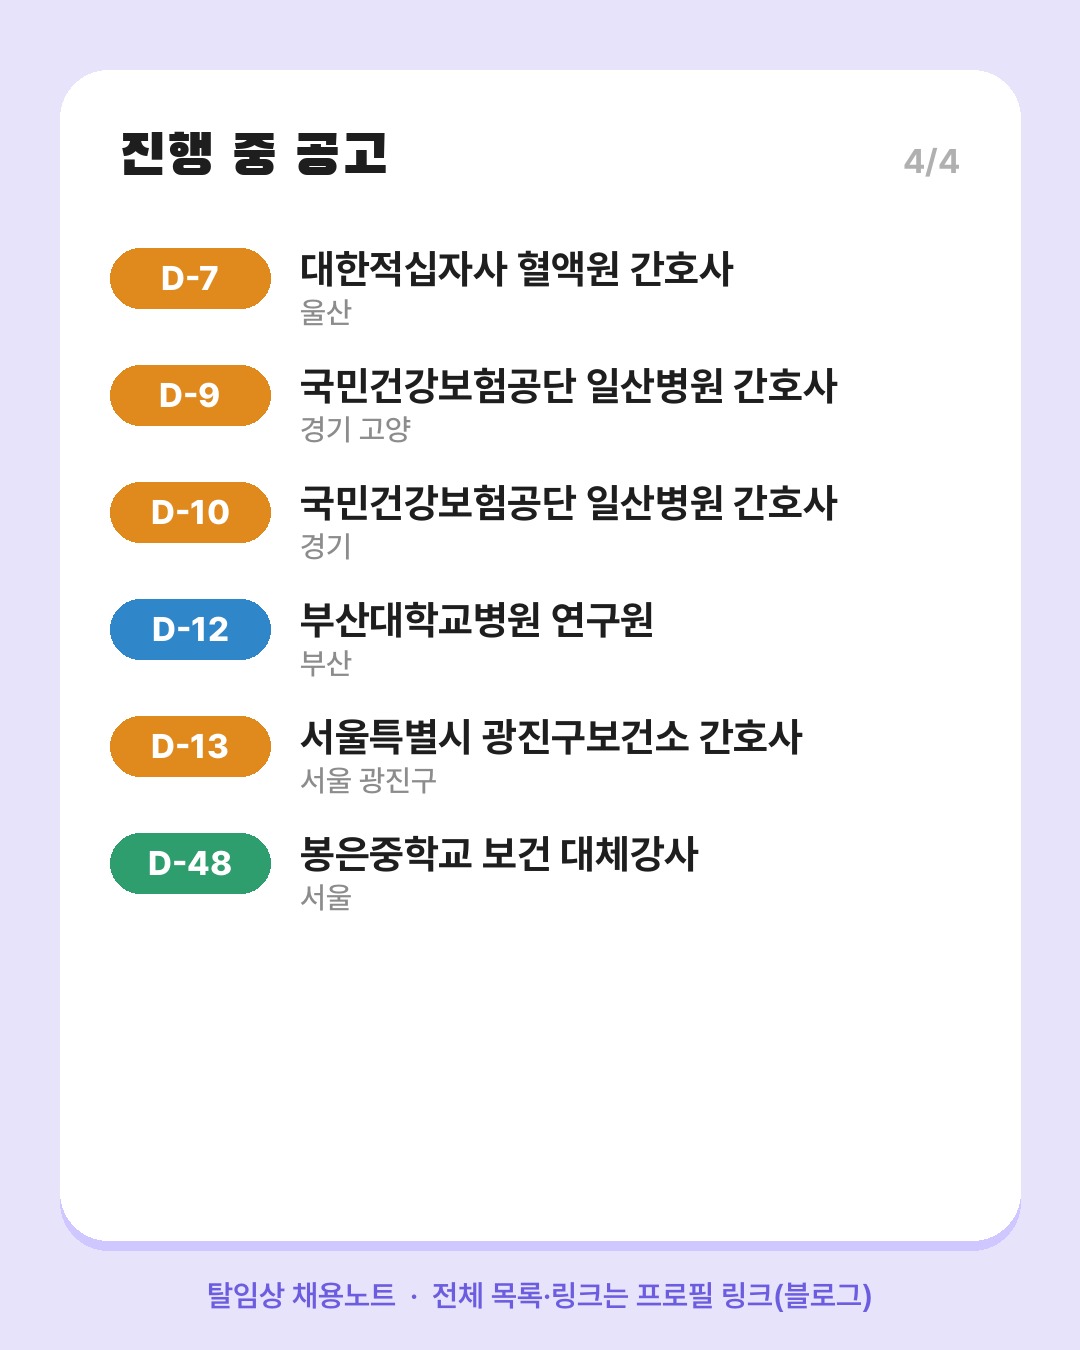 진행 중 공고
4/4
D-7
대한적십자사 혈액원 간호사
울산
D-9
국민건강보험공단 일산병원 간호사
경기 고양
D-10
국민건강보험공단 일산병원 간호사
경기
D-12
부산대학교병원 연구원
부산
D-13
서울특별시 광진구보건소 간호사
서울 광진구
D-48
봉은중학교 보건 대체강사
서울
탈임상 채용노트 · 전체 목록·링크는 프로필 링크(블로그)